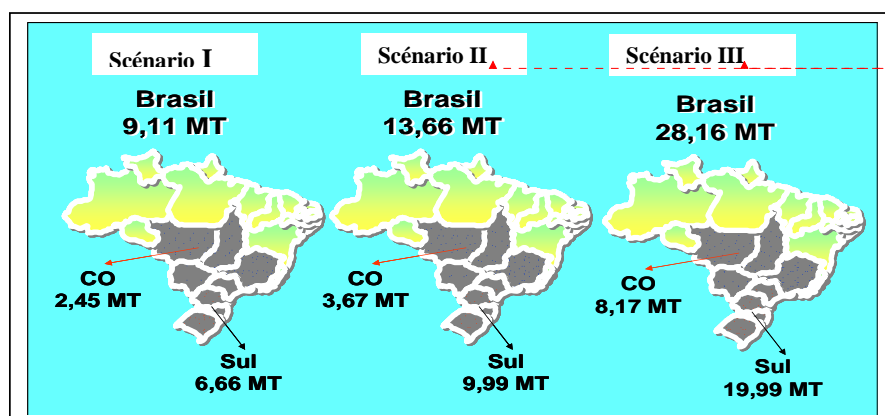 Scénario I
Brasil
9,11 MT
CO
2,45 MT
Sul
6,66 MT
Scénario II
Brasil
13,66 MT
CO
3,67 MT
Sul
9,99 MT
Scénario III
Brasil
28,16 MT
CO
8,17 MT
Sul
19,99 MT